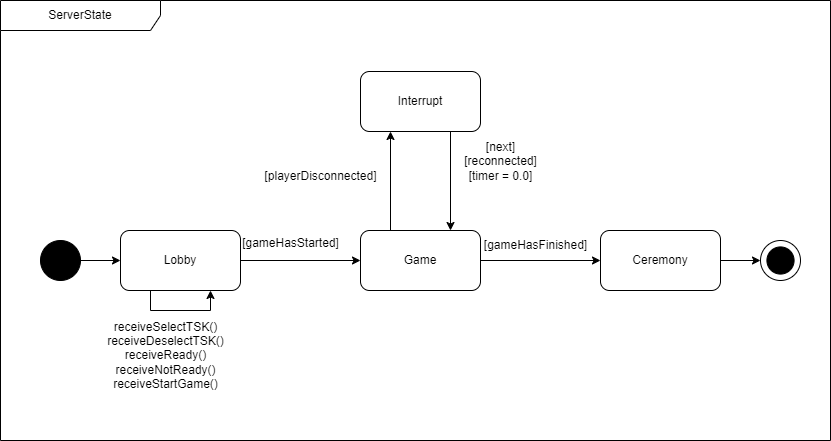 ServerState
Interrupt
[next]
[reconnected]
[timer = 0.0]
[playerDisconnected]
[gameHasStarted]
[gameHasFinished]
Lobby
Game
Ceremony
receiveSelectTSK()
receiveDeselectTSK()
receiveReady()
receiveNotReady()
receiveStartGame()